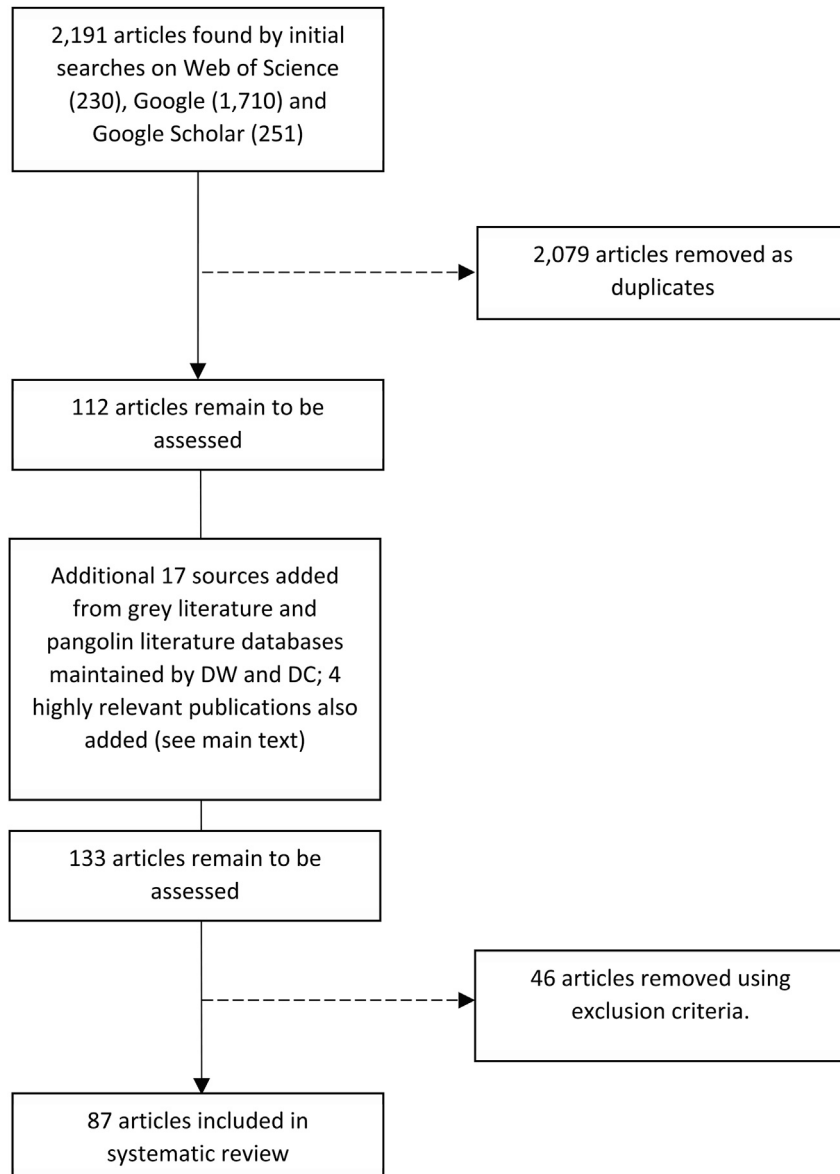 2,191 articles found by initial
searches on Web of Science
(230), Google (1,710) and
Google Scholar (251)
2,079 articles removed as
duplicates
112 articles remain to be
assessed
Additional 17 sources added
from grey literature and
pangolin literature databases
maintained by DW and DC; 4
highly relevant publications also
added (see main text)
133 articles remain to be
assessed
46 articles removed using
exclusion criteria.
87 articles included in
systematic review